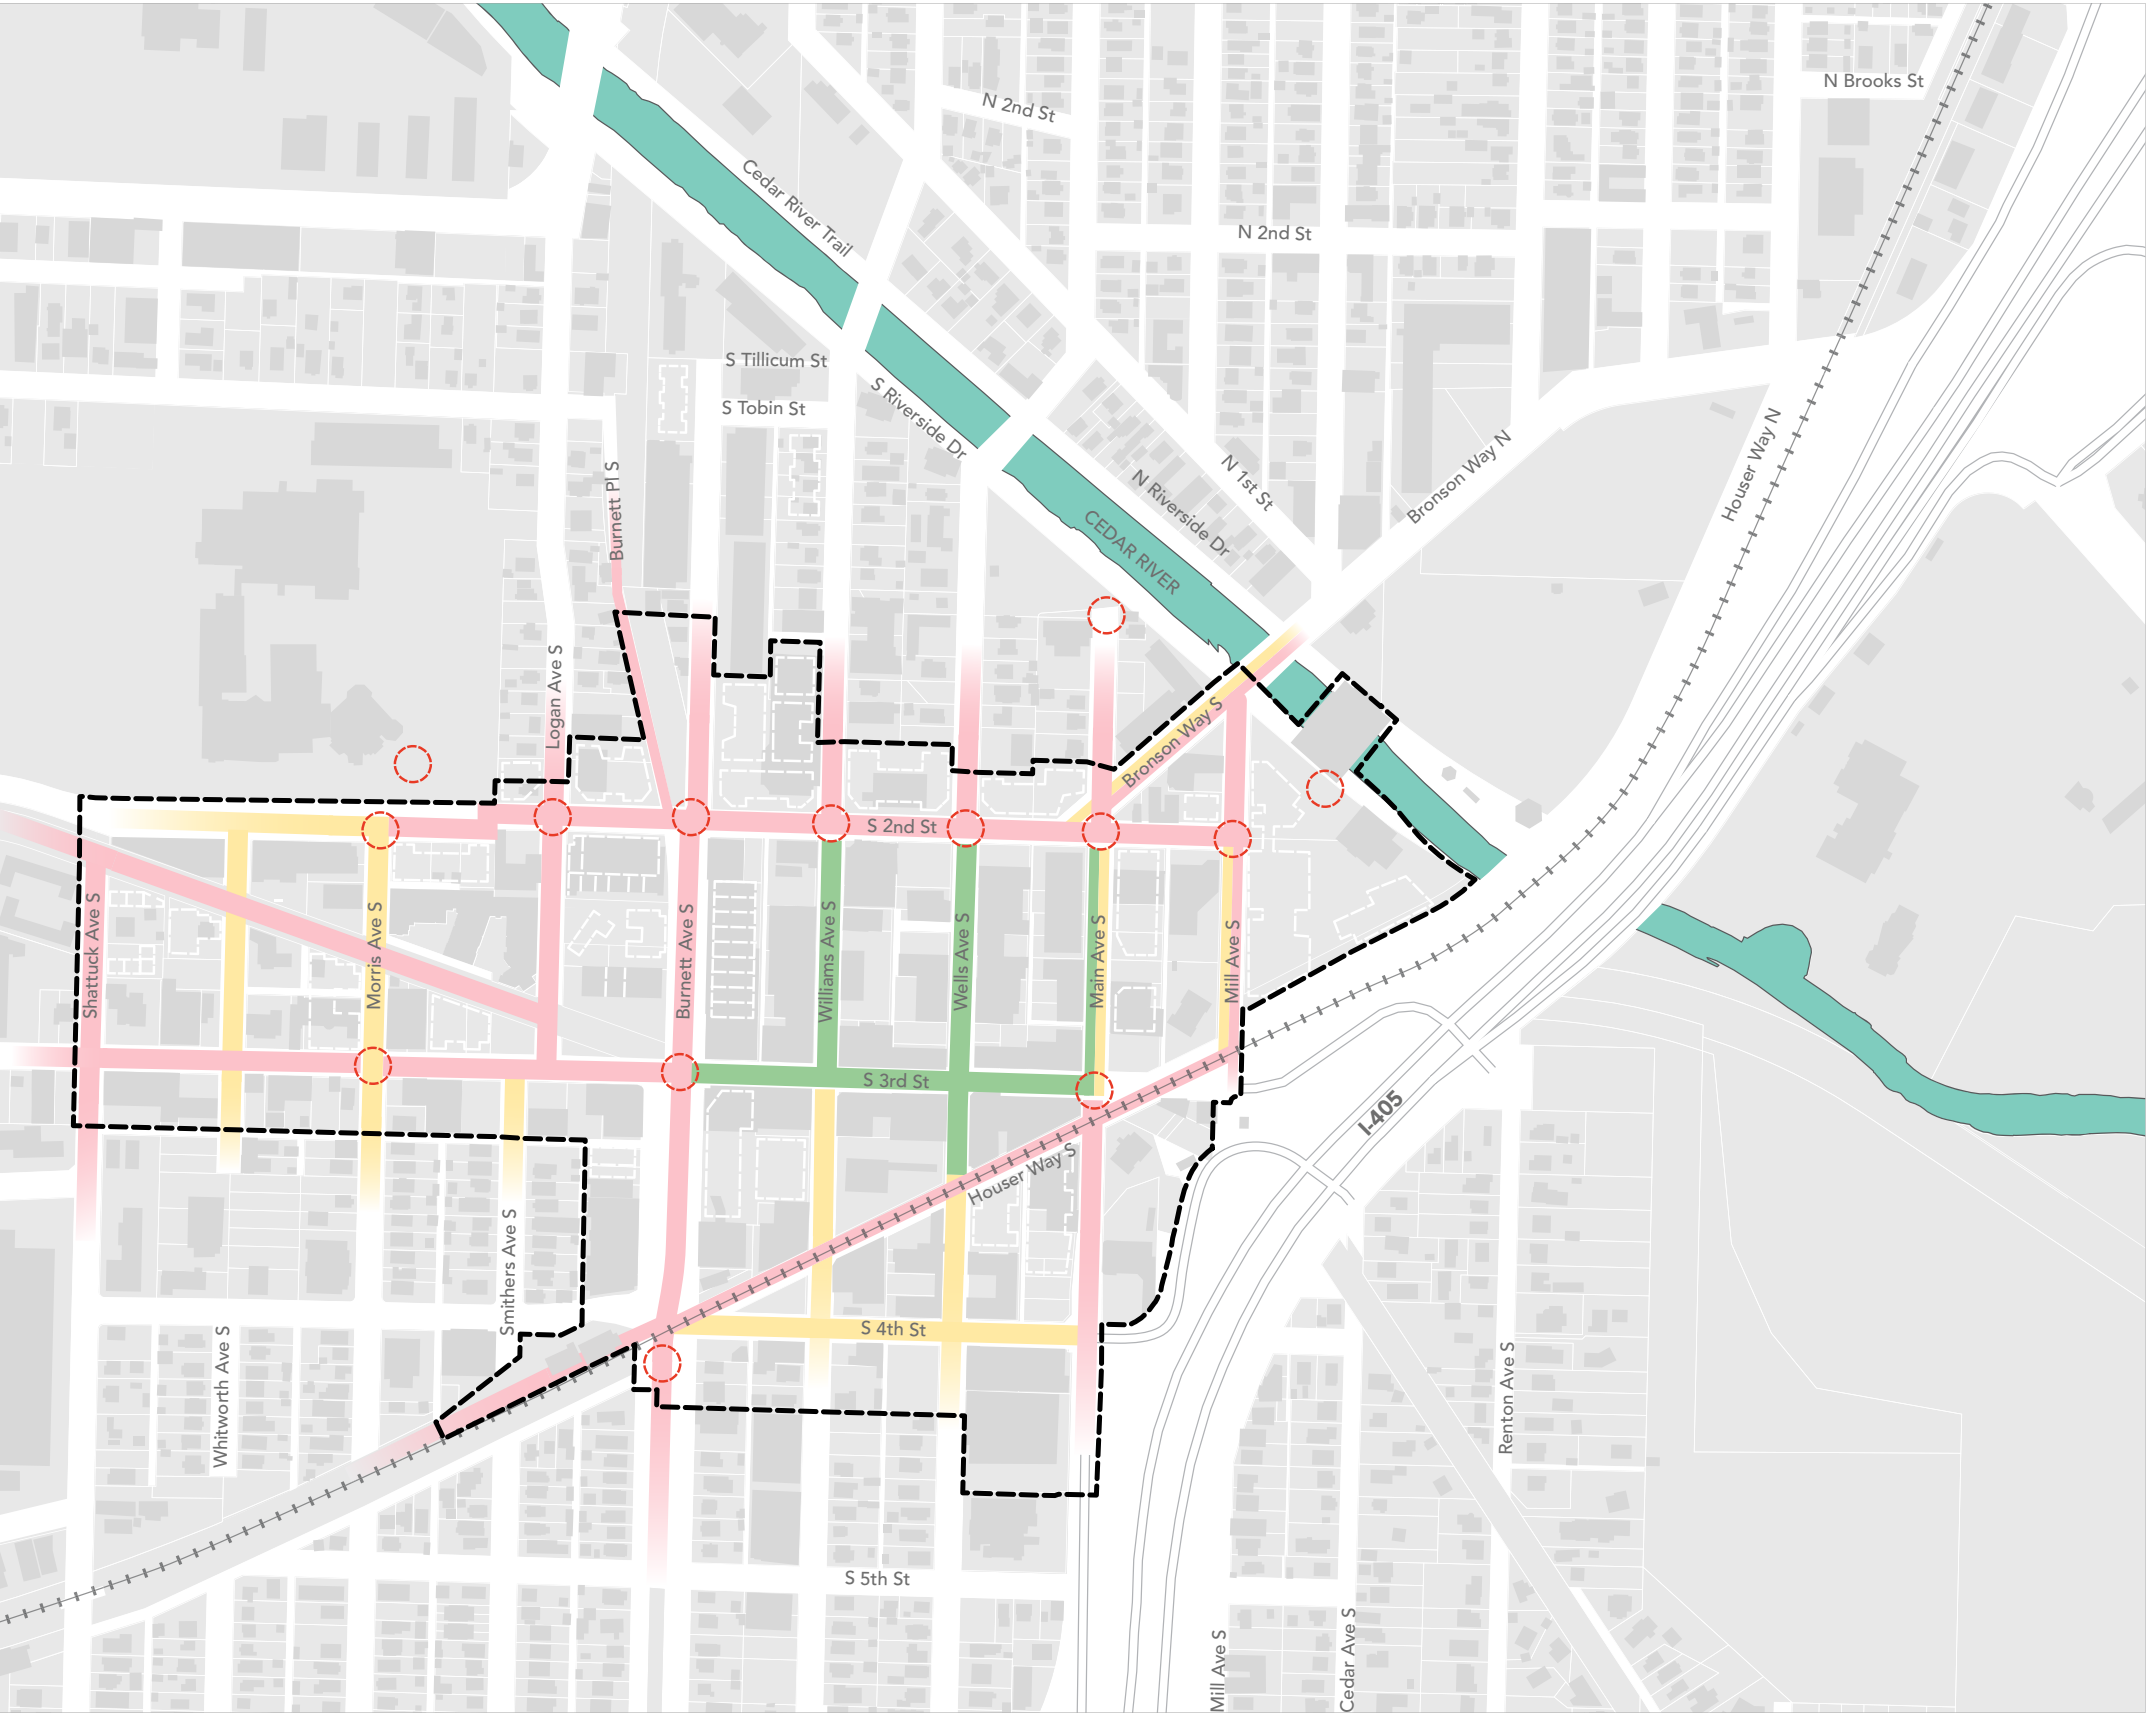 N Brooks St
N 2nd St
Cedar River Trail
N 2nd St
S Tillicum St
S Tobin St
S Riverside Dr
Houser Way N
Bronson Way N
N 1st St
N Riverside Dr
Burnett Pl S
CEDAR RIVER
Logan Ave S
Bronson Way S
S 2nd St
Shattuck Ave S
Morris Ave S
Burnett Ave S
Williams Ave S
Wells Ave S
Main Ave S
Mill Ave S
S 3rd St
I-405
Houser Way S
Smithers Ave S
S 4th St
Whitworth Ave S
Renton Ave S
S 5th St
Mill Ave S
Cedar Ave S